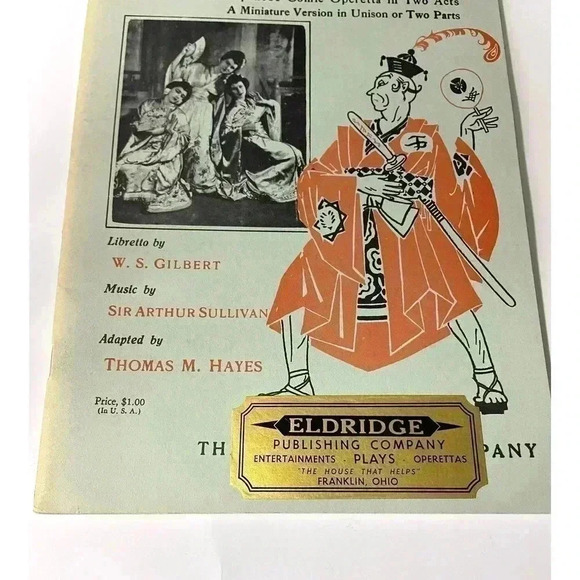 Comic Operetta in Two Acts
A Miniature Version in Unison or Two Parts
Libretto by
W. S. GILBERT
Music by
SIR ARTHUR SULLIVAN
Adapted by
THOMAS M. HAYES
Price, $1.00
(In U. S. A.)
ELDRIDGE
PUBLISHING COMPANY
ENTERTAINMENTS · PLAYS · OPERETTAS
"THE HOUSE THAT HELPS"
FRANKLIN, OHIO